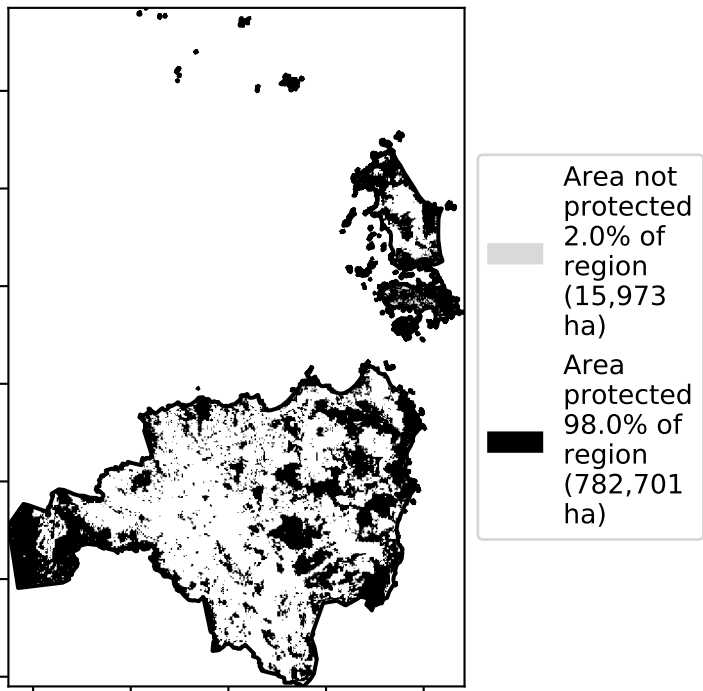 Area not
protected
2.0% of
region
(15,973
ha)
Area
protected
98.0% of
region
(782,701
ha)